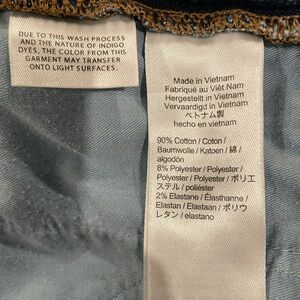 DUE TO THIS WASH PROCESS
AND THE NATURE OF INDIGO
DYES, THE COLOR FROM THIS
GARMENT MAY TRANSFER
ONTO LIGHT SURFACES.
Made in Vietnam
Fabriqué au Viêt Nam
Hergestellt in Vietnam
Vervaardigd in Vietnam
ベトナム製
hecho en vietnam
90% Cotton / Coton /
Baumwolle / Katoen / 綿 /
algodón
8% Polyester / Polyester /
Polyester / Polyester / ポリエ
ステル / poliéster
2% Elastane / Élasthanne /
Elastan / Elastaan / ポリウ
レタン / elastano